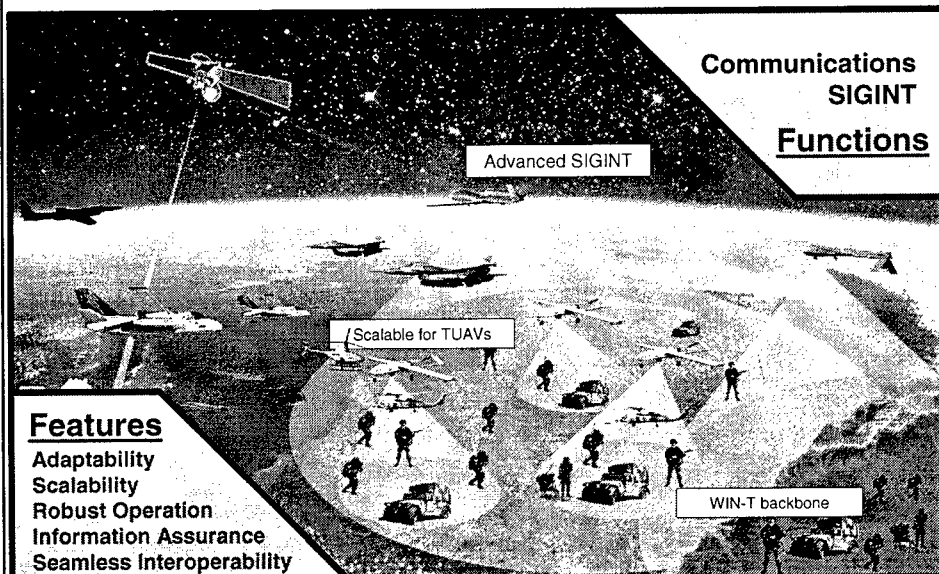 Communications
SIGINT
Functions
Advanced SIGINT
Scalable for TUAVs
Features
Adaptability
Scalability
Robust Operation
Information Assurance
Seamless Interoperability
WIN-T backbone